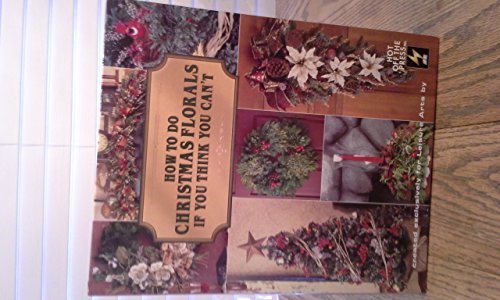 HOW TO DO
CHRISTMAS FLORALS
IF YOU THINK YOU CAN'T
HOT
OFF THE
PRESS
created exclusively for Leisure Arts by